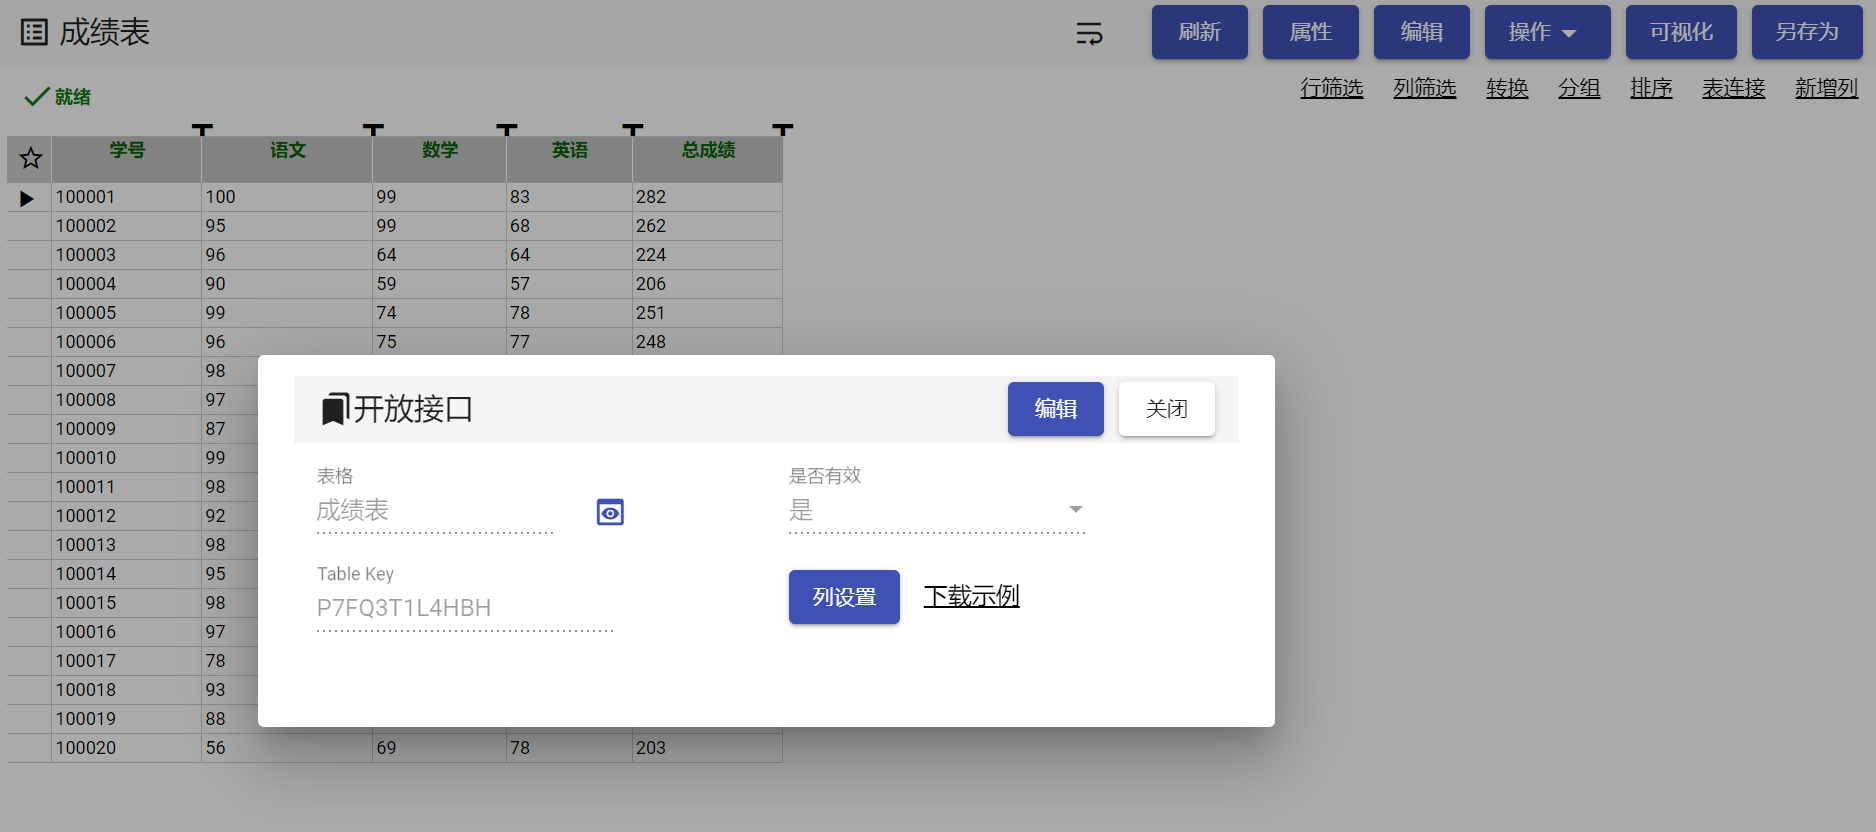 成绩表
刷新 属性 编辑 操作 可视化 另存为
就绪
行筛选 列筛选 转换 分组 排序 表连接 新增列
学号 语文 数学 英语 总成绩
100001 100 99 83 282
100002 95 99 68 262
100003 96 64 64 224
100004 90 59 57 206
100005 99 74 78 251
100006 96 75 77 248
100007 98
100008 97
100009 87
100010 99
100011 98
100012 92
100013 98
100014 95
100015 98
100016 97
100017 78
100018 93
100019 88
100020 56 69 78 203
开放接口
编辑 关闭
表格
成绩表
是否有效
是
Table Key
P7FQ3T1L4HBH
列设置 下载示例